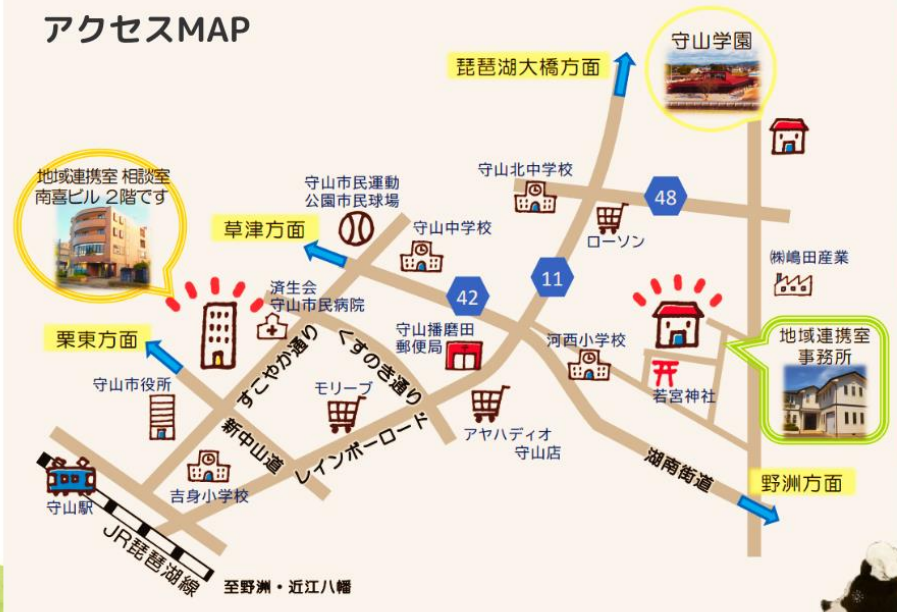 アクセスMAP
守山学園
琵琶湖大橋方面
地域連携室 相談室
南喜ビル 2階です
守山市民運動
公園市民球場
守山北中学校
48
草津方面
守山中学校
ローソン
㈱嶋田産業
済生会
守山市民病院
42
11
栗東方面
すこやか通り
くすのき通り
守山播磨田
郵便局
河西小学校
地域連携室
事務所
守山市役所
モリーブ
若宮神社
新中山道
レインボーロード
アヤハディオ
守山店
湖南街道
野洲方面
吉身小学校
守山駅
JR琵琶湖線
至野洲・近江八幡